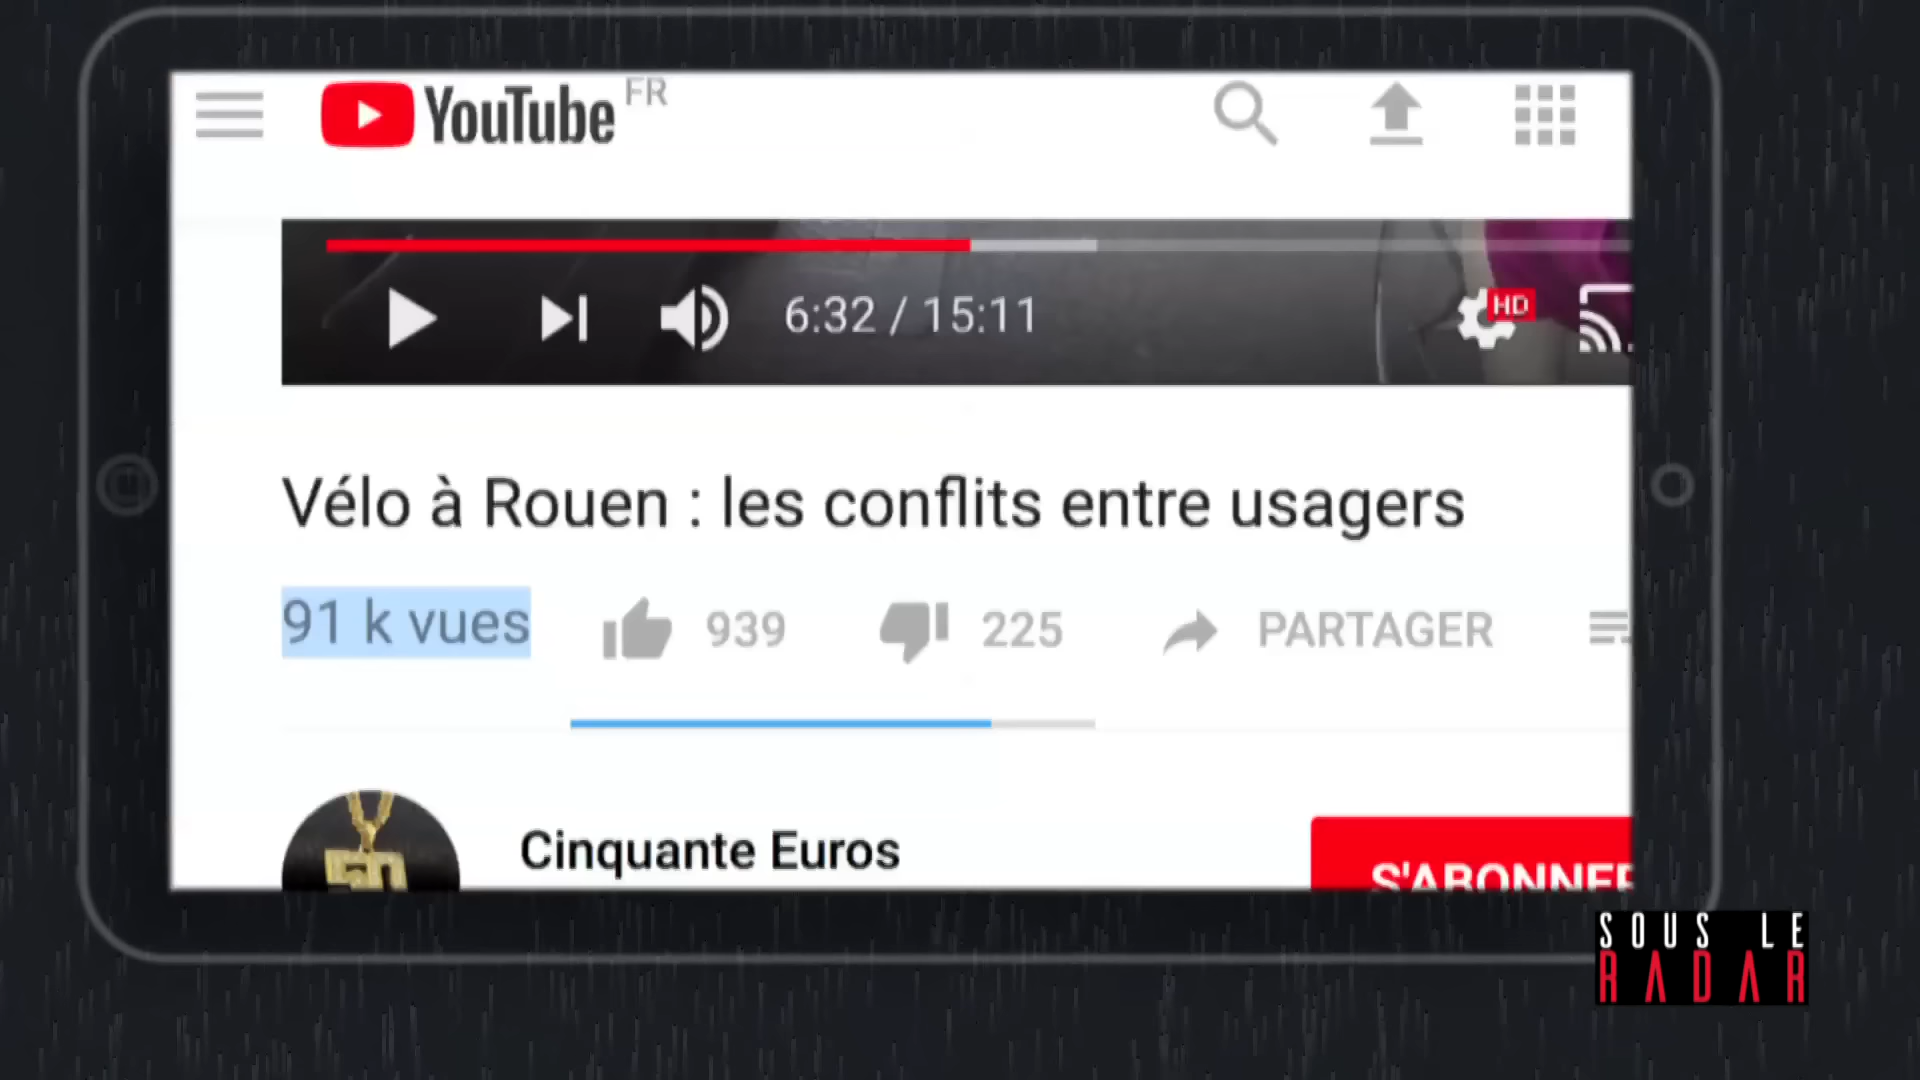 YouTube FR
6:32 / 15:11
HD
Vélo à Rouen : les conflits entre usagers
91 k vues
939
225
PARTAGER
Cinquante Euros
50
S'ABONNER
SOUS LE
RADAR